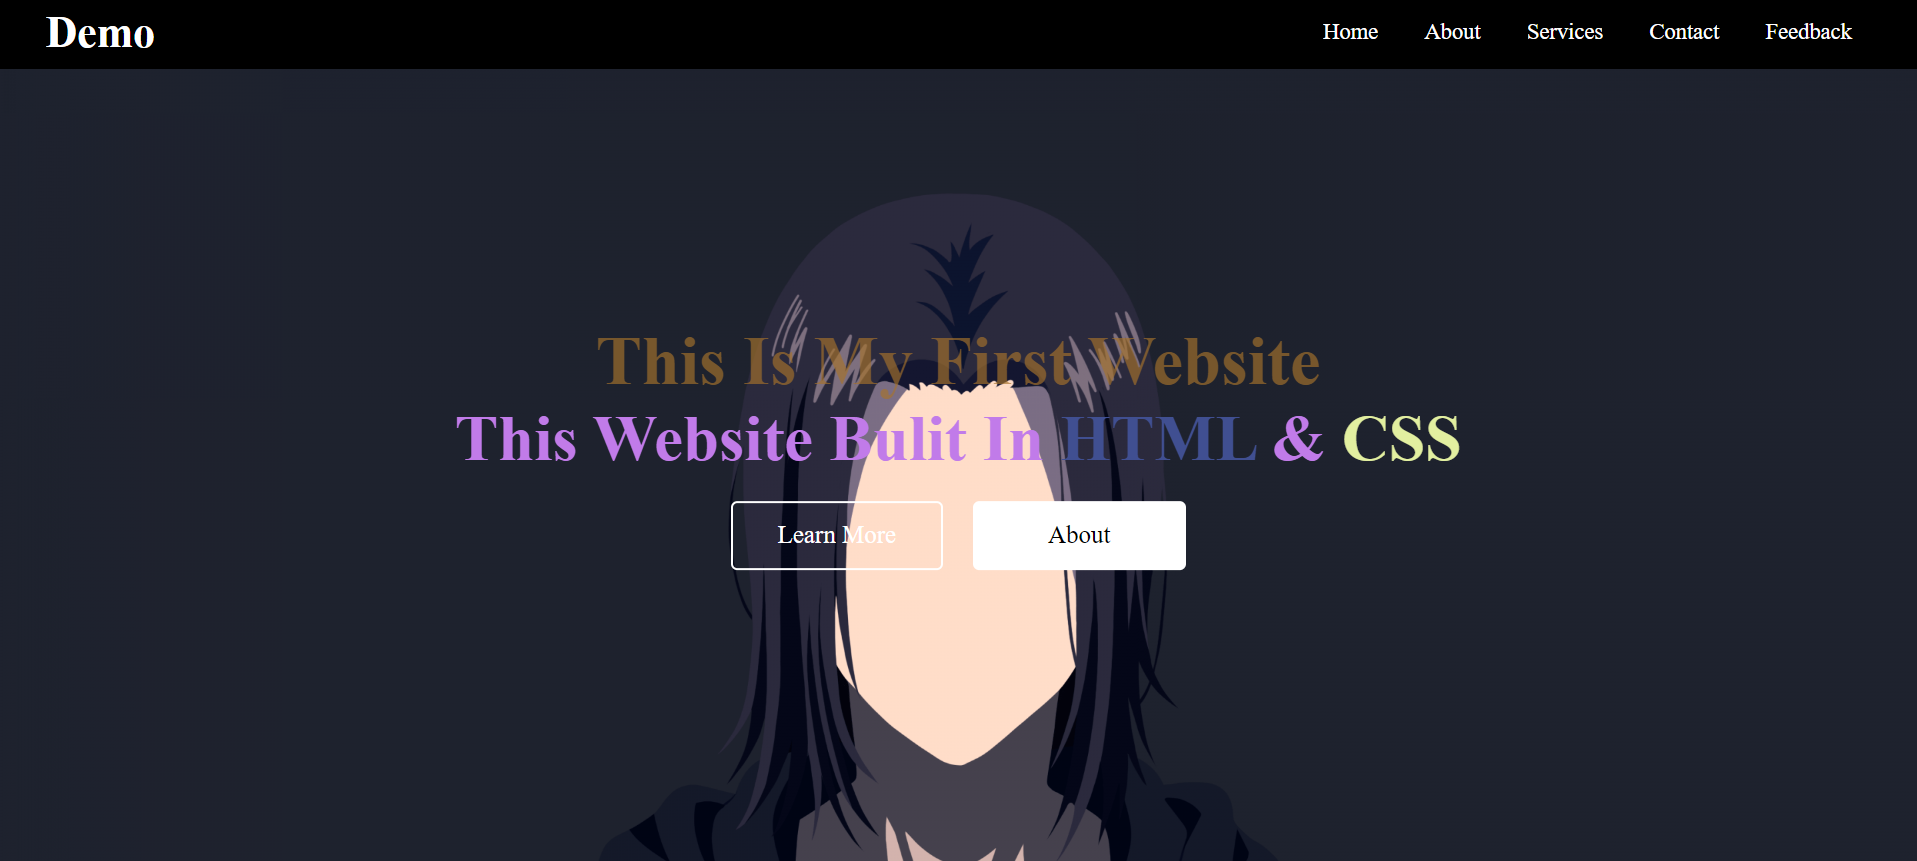 Demo
Home About Services Contact Feedback
This Is My First Website
This Website Bulit In HTML & CSS
Learn More About